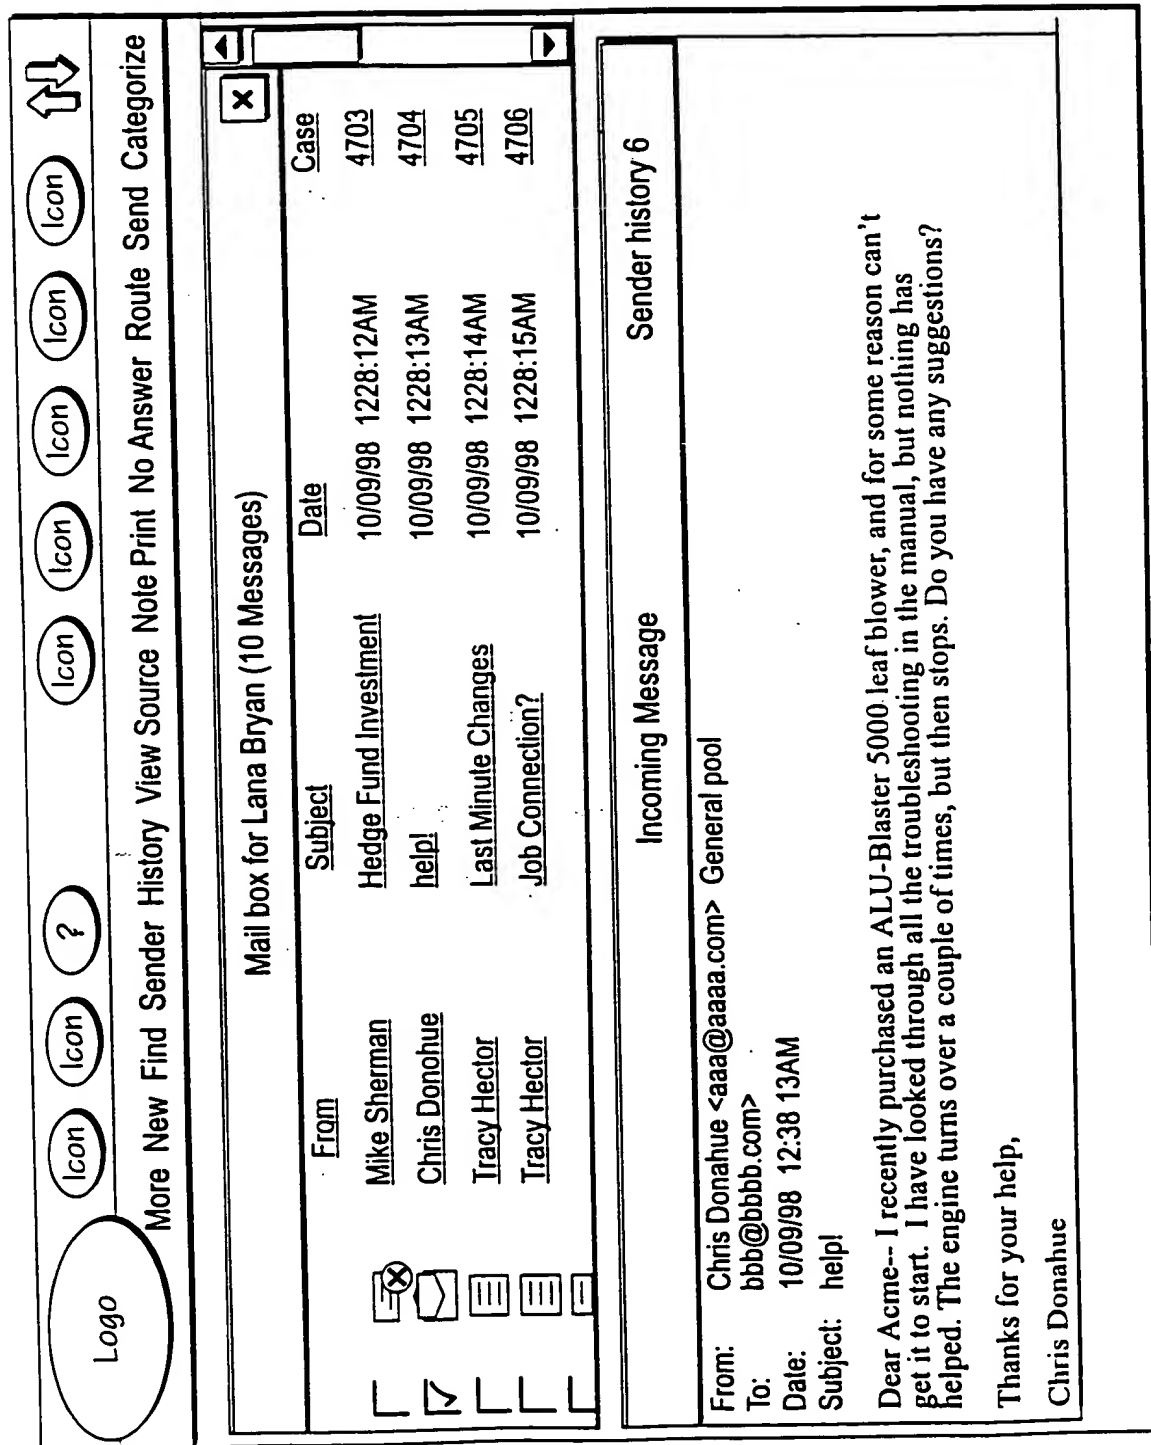 Logo Icon Icon ? Icon Icon Icon Icon Icon
More New Find Sender History View Source Note Print No Answer Route Send Categorize
Mail box for Lana Bryan (10 Messages) X
From Subject Date Case
Mike Sherman Hedge Fund Investment 10/09/98 1228:12AM 4703
Chris Donohue help! 10/09/98 1228:13AM 4704
Tracy Hector Last Minute Changes 10/09/98 1228:14AM 4705
Tracy Hector Job Connection? 10/09/98 1228:15AM 4706
Incoming Message Sender history 6
From: Chris Donahue <aaa@aaaa.com> General pool
To: bbb@bbbb.com>
Date: 10/09/98 12:38 13AM
Subject: help!
Dear Acme-- I recently purchased an ALU-Blaster 5000 leaf blower, and for some reason can't
get it to start. I have looked through all the troubleshooting in the manual, but nothing has
helped. The engine turns over a couple of times, but then stops. Do you have any suggestions?
Thanks for your help,
Chris Donahue